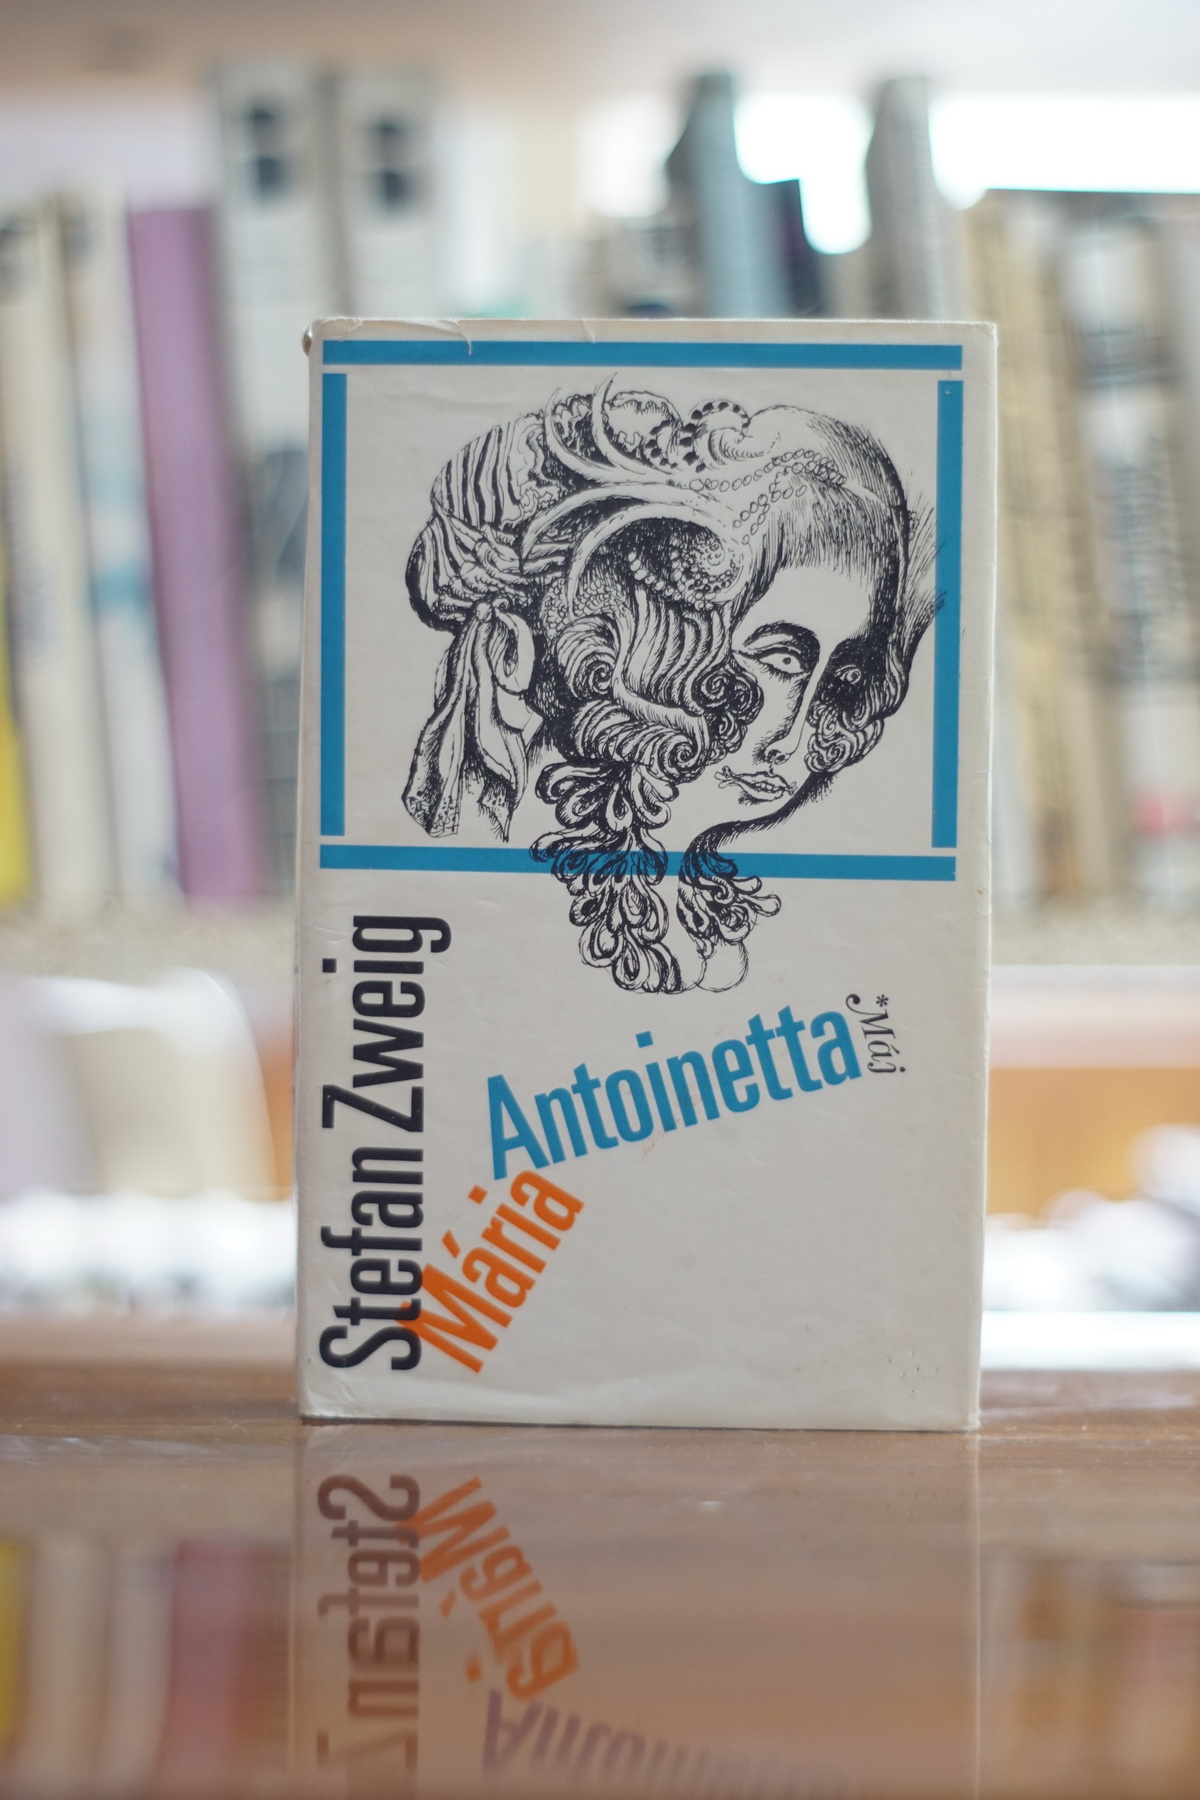 Stefan Zweig
Mária
Antoinetta
*Máj